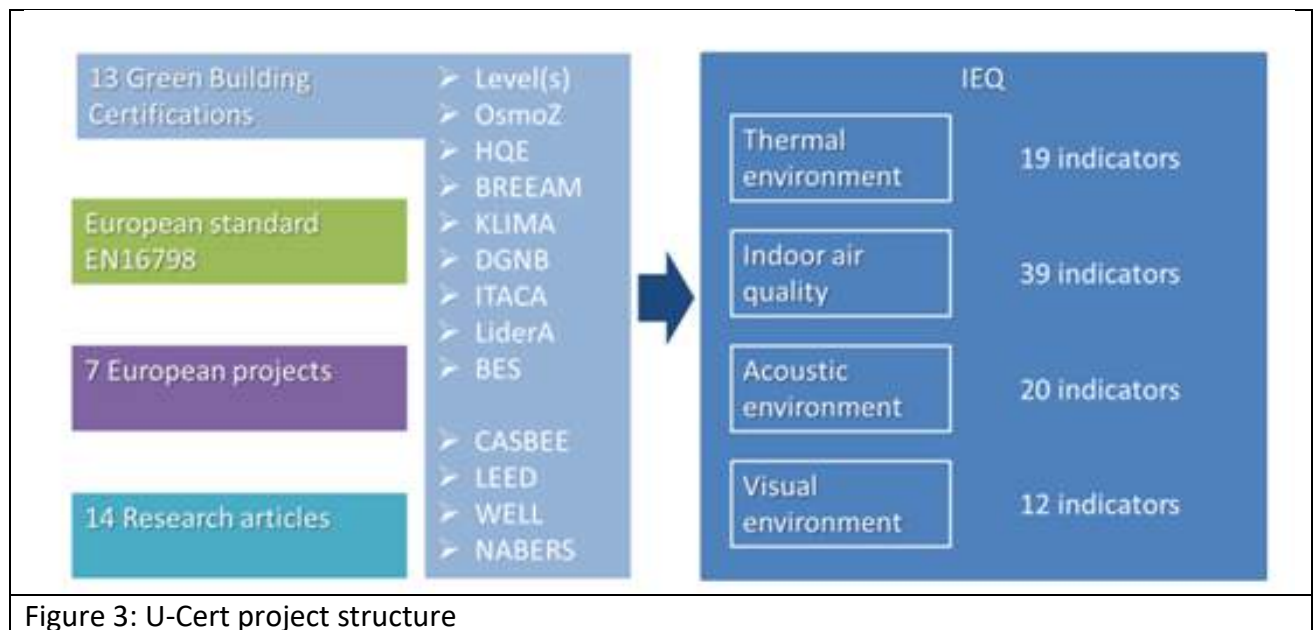 13 Green Building
Certifications
➢ Level(s)
➢ OsmoZ
➢ HQE
➢ BREEAM
➢ KLIMA
➢ DGNB
➢ ITACA
➢ LiderA
➢ BES
➢ CASBEE
➢ LEED
➢ WELL
➢ NABERS
European standard
EN16798
7 European projects
14 Research articles
IEQ
Thermal
environment
19 indicators
Indoor air
quality
39 indicators
Acoustic
environment
20 indicators
Visual
environment
12 indicators
Figure 3: U-Cert project structure